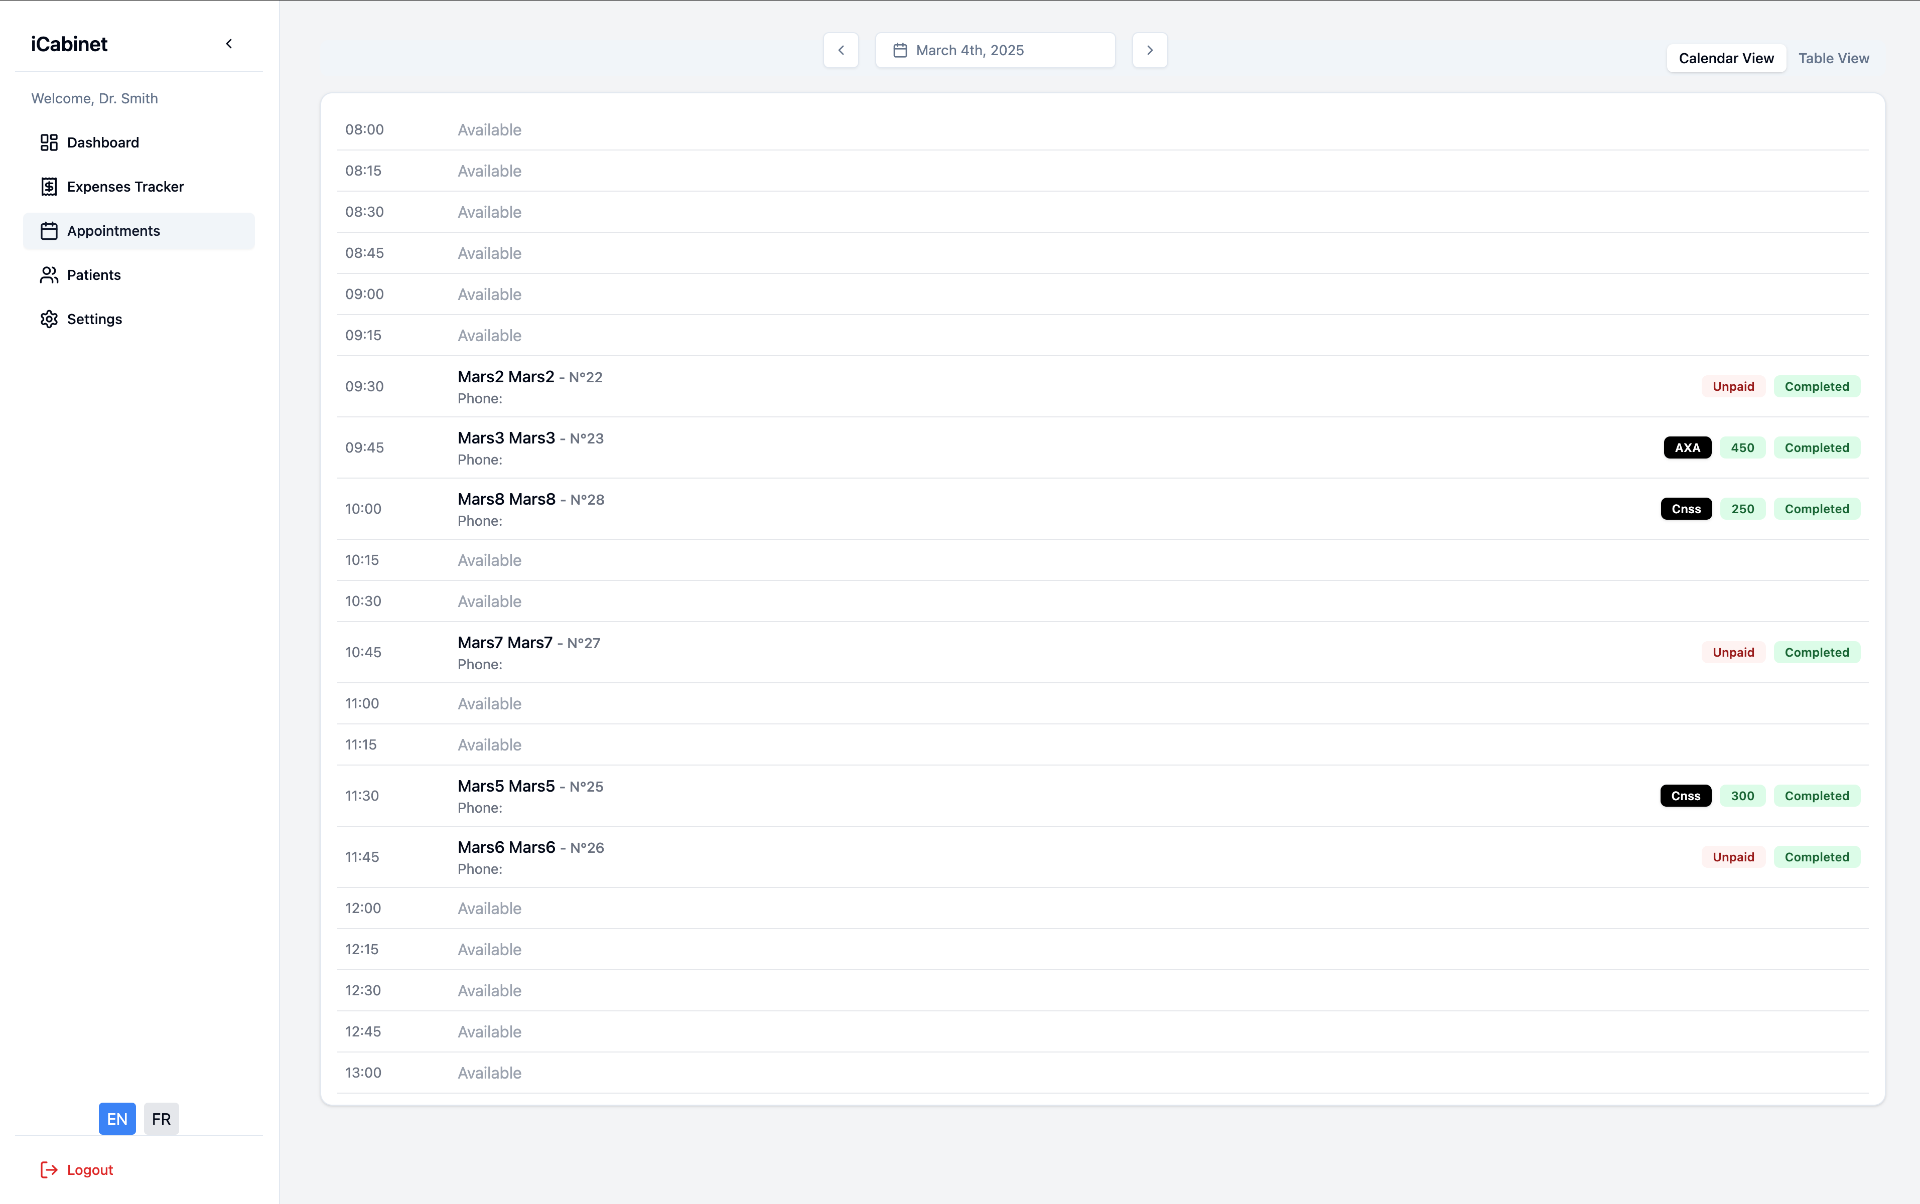 iCabinet
Welcome, Dr. Smith
Dashboard
Expenses Tracker
Appointments
Patients
Settings
EN FR
Logout
March 4th, 2025
Calendar View Table View
08:00 Available
08:15 Available
08:30 Available
08:45 Available
09:00 Available
09:15 Available
09:30 Mars2 Mars2 - N°22 Unpaid Completed
Phone:
09:45 Mars3 Mars3 - N°23 AXA 450 Completed
Phone:
10:00 Mars8 Mars8 - N°28 Cnss 250 Completed
Phone:
10:15 Available
10:30 Available
10:45 Mars7 Mars7 - N°27 Unpaid Completed
Phone:
11:00 Available
11:15 Available
11:30 Mars5 Mars5 - N°25 Cnss 300 Completed
Phone:
11:45 Mars6 Mars6 - N°26 Unpaid Completed
Phone:
12:00 Available
12:15 Available
12:30 Available
12:45 Available
13:00 Available